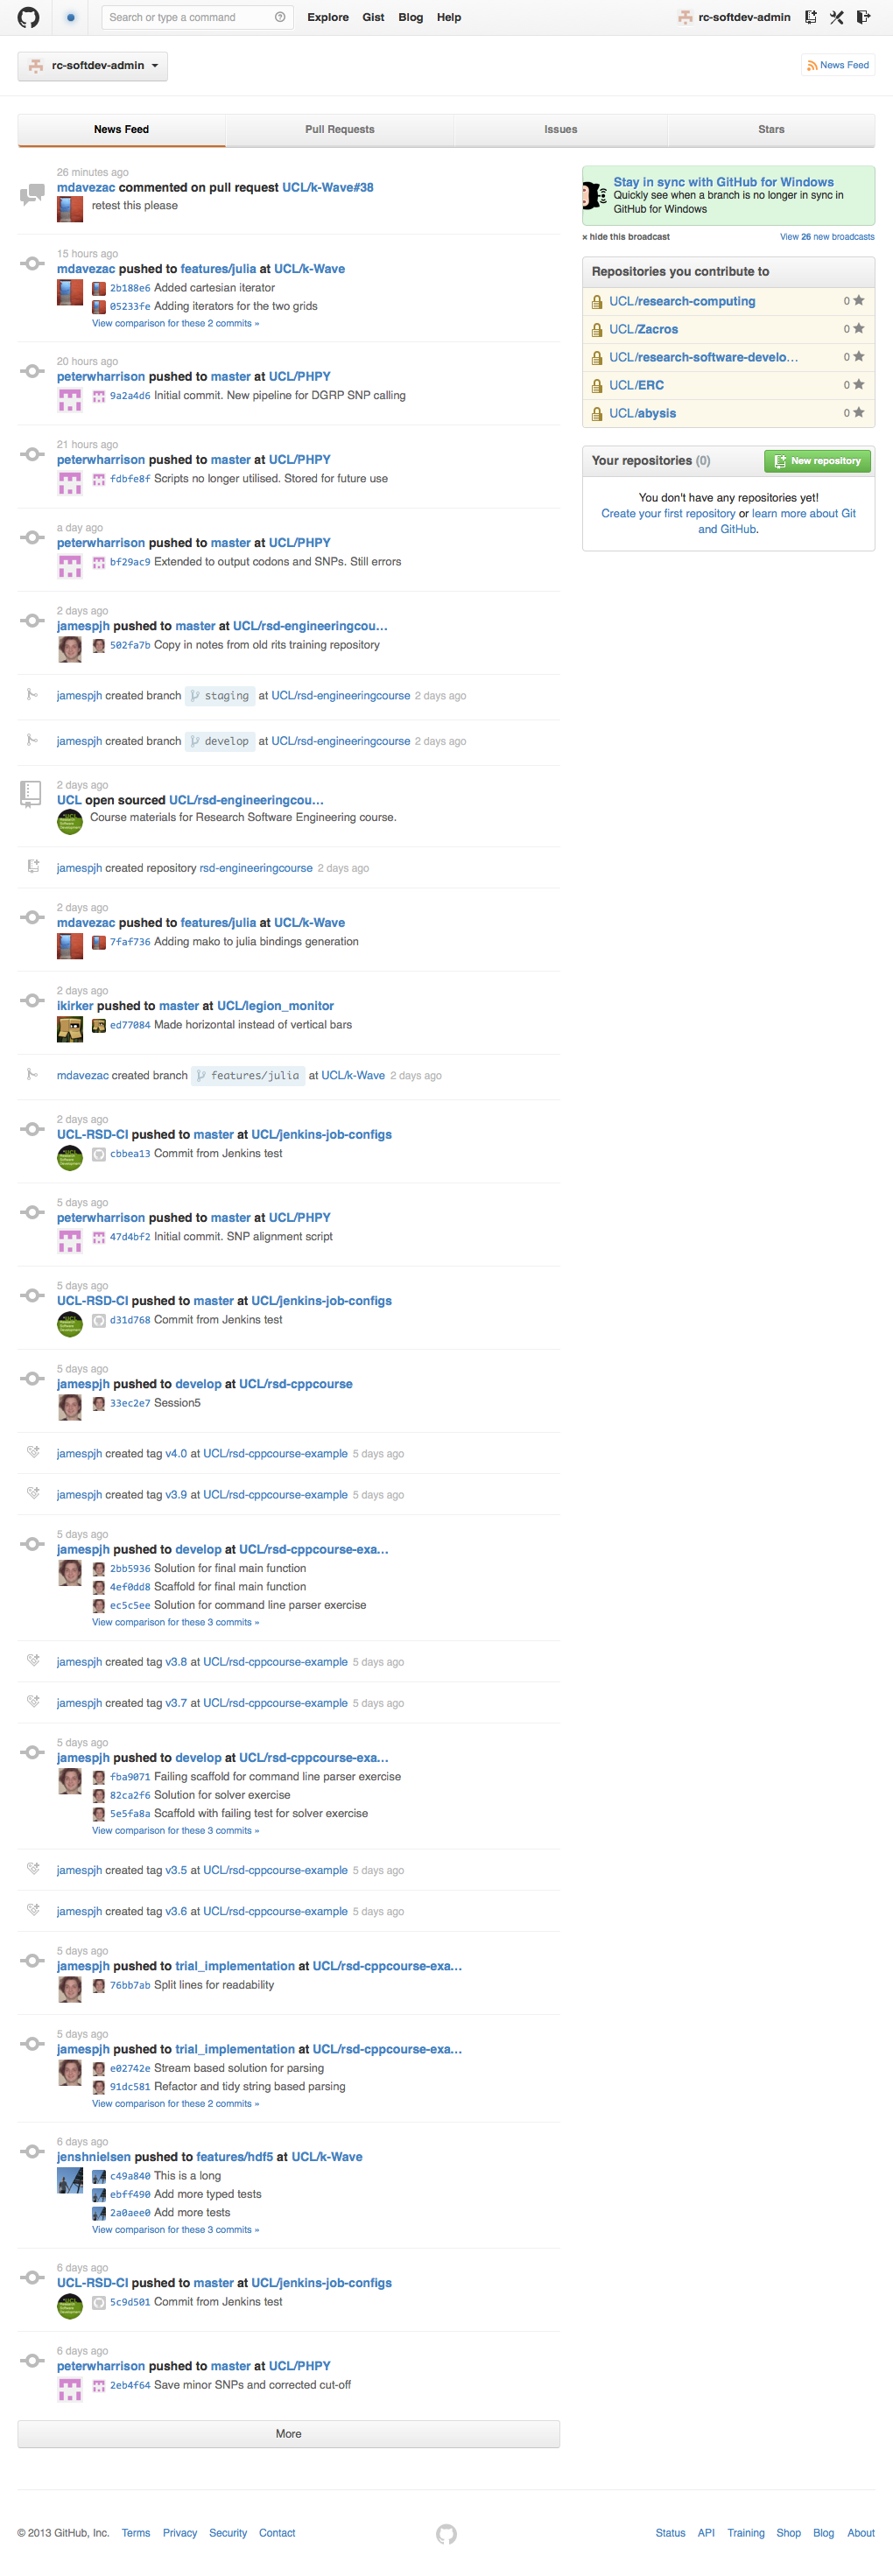 Search or type a command
Explore Gist Blog Help
rc-softdev-admin
rc-softdev-admin
News Feed
News Feed Pull Requests Issues Stars
26 minutes ago
mdavezac commented on pull request UCL/k-Wave#38
retest this please
15 hours ago
mdavezac pushed to features/julia at UCL/k-Wave
2b188e6 Added cartesian iterator
05233fe Adding iterators for the two grids
View comparison for these 2 commits »
20 hours ago
peterwharrison pushed to master at UCL/PHPY
9a2a4d6 Initial commit. New pipeline for DGRP SNP calling
21 hours ago
peterwharrison pushed to master at UCL/PHPY
fdbfe8f Scripts no longer utilised. Stored for future use
a day ago
peterwharrison pushed to master at UCL/PHPY
bf29ac9 Extended to output codons and SNPs. Still errors
2 days ago
jamespjh pushed to master at UCL/rsd-engineeringcou…
502fa7b Copy in notes from old rits training repository
jamespjh created branch staging at UCL/rsd-engineeringcourse 2 days ago
jamespjh created branch develop at UCL/rsd-engineeringcourse 2 days ago
2 days ago
UCL open sourced UCL/rsd-engineeringcou…
Course materials for Research Software Engineering course.
jamespjh created repository rsd-engineeringcourse 2 days ago
2 days ago
mdavezac pushed to features/julia at UCL/k-Wave
7faf736 Adding mako to julia bindings generation
2 days ago
ikirker pushed to master at UCL/legion_monitor
ed77084 Made horizontal instead of vertical bars
mdavezac created branch features/julia at UCL/k-Wave 2 days ago
2 days ago
UCL-RSD-CI pushed to master at UCL/jenkins-job-configs
cbbea13 Commit from Jenkins test
5 days ago
peterwharrison pushed to master at UCL/PHPY
47d4bf2 Initial commit. SNP alignment script
5 days ago
UCL-RSD-CI pushed to master at UCL/jenkins-job-configs
d31d768 Commit from Jenkins test
5 days ago
jamespjh pushed to develop at UCL/rsd-cppcourse
33ec2e7 Session5
jamespjh created tag v4.0 at UCL/rsd-cppcourse-example 5 days ago
jamespjh created tag v3.9 at UCL/rsd-cppcourse-example 5 days ago
5 days ago
jamespjh pushed to develop at UCL/rsd-cppcourse-exa…
2bb5936 Solution for final main function
4ef0dd8 Scaffold for final main function
ec5c5ee Solution for command line parser exercise
View comparison for these 3 commits »
jamespjh created tag v3.8 at UCL/rsd-cppcourse-example 5 days ago
jamespjh created tag v3.7 at UCL/rsd-cppcourse-example 5 days ago
5 days ago
jamespjh pushed to develop at UCL/rsd-cppcourse-exa…
fba9071 Failing scaffold for command line parser exercise
82ca2f6 Solution for solver exercise
5e5fa8a Scaffold with failing test for solver exercise
View comparison for these 3 commits »
jamespjh created tag v3.5 at UCL/rsd-cppcourse-example 5 days ago
jamespjh created tag v3.6 at UCL/rsd-cppcourse-example 5 days ago
5 days ago
jamespjh pushed to trial_implementation at UCL/rsd-cppcourse-exa…
76bb7ab Split lines for readability
5 days ago
jamespjh pushed to trial_implementation at UCL/rsd-cppcourse-exa…
e02742e Stream based solution for parsing
91dc581 Refactor and tidy string based parsing
View comparison for these 2 commits »
6 days ago
jenshnielsen pushed to features/hdf5 at UCL/k-Wave
c49a840 This is a long
ebff490 Add more typed tests
2a0aee0 Add more tests
View comparison for these 3 commits »
6 days ago
UCL-RSD-CI pushed to master at UCL/jenkins-job-configs
5c9d501 Commit from Jenkins test
6 days ago
peterwharrison pushed to master at UCL/PHPY
2eb4f64 Save minor SNPs and corrected cut-off
More
Stay in sync with GitHub for Windows
Quickly see when a branch is no longer in sync in
GitHub for Windows
× hide this broadcast
View 26 new broadcasts
Repositories you contribute to
UCL/research-computing 0
UCL/Zacros 0
UCL/research-software-develo… 0
UCL/ERC 0
UCL/abysis 0
Your repositories (0)
New repository
You don't have any repositories yet!
Create your first repository or learn more about Git
and GitHub.
© 2013 GitHub, Inc. Terms Privacy Security Contact
Status API Training Shop Blog About